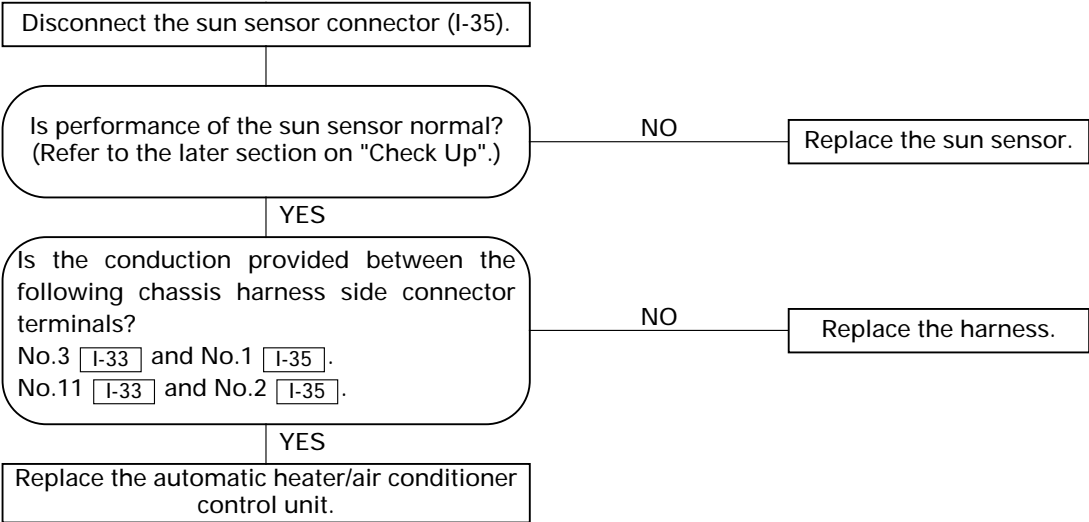 Disconnect the sun sensor connector (I-35).
Is performance of the sun sensor normal?
(Refer to the later section on "Check Up".)
NO
Replace the sun sensor.
YES
Is the conduction provided between the
following chassis harness side connector
terminals?
No.3 I-33 and No.1 I-35 .
No.11 I-33 and No.2 I-35 .
NO
Replace the harness.
YES
Replace the automatic heater/air conditioner
control unit.